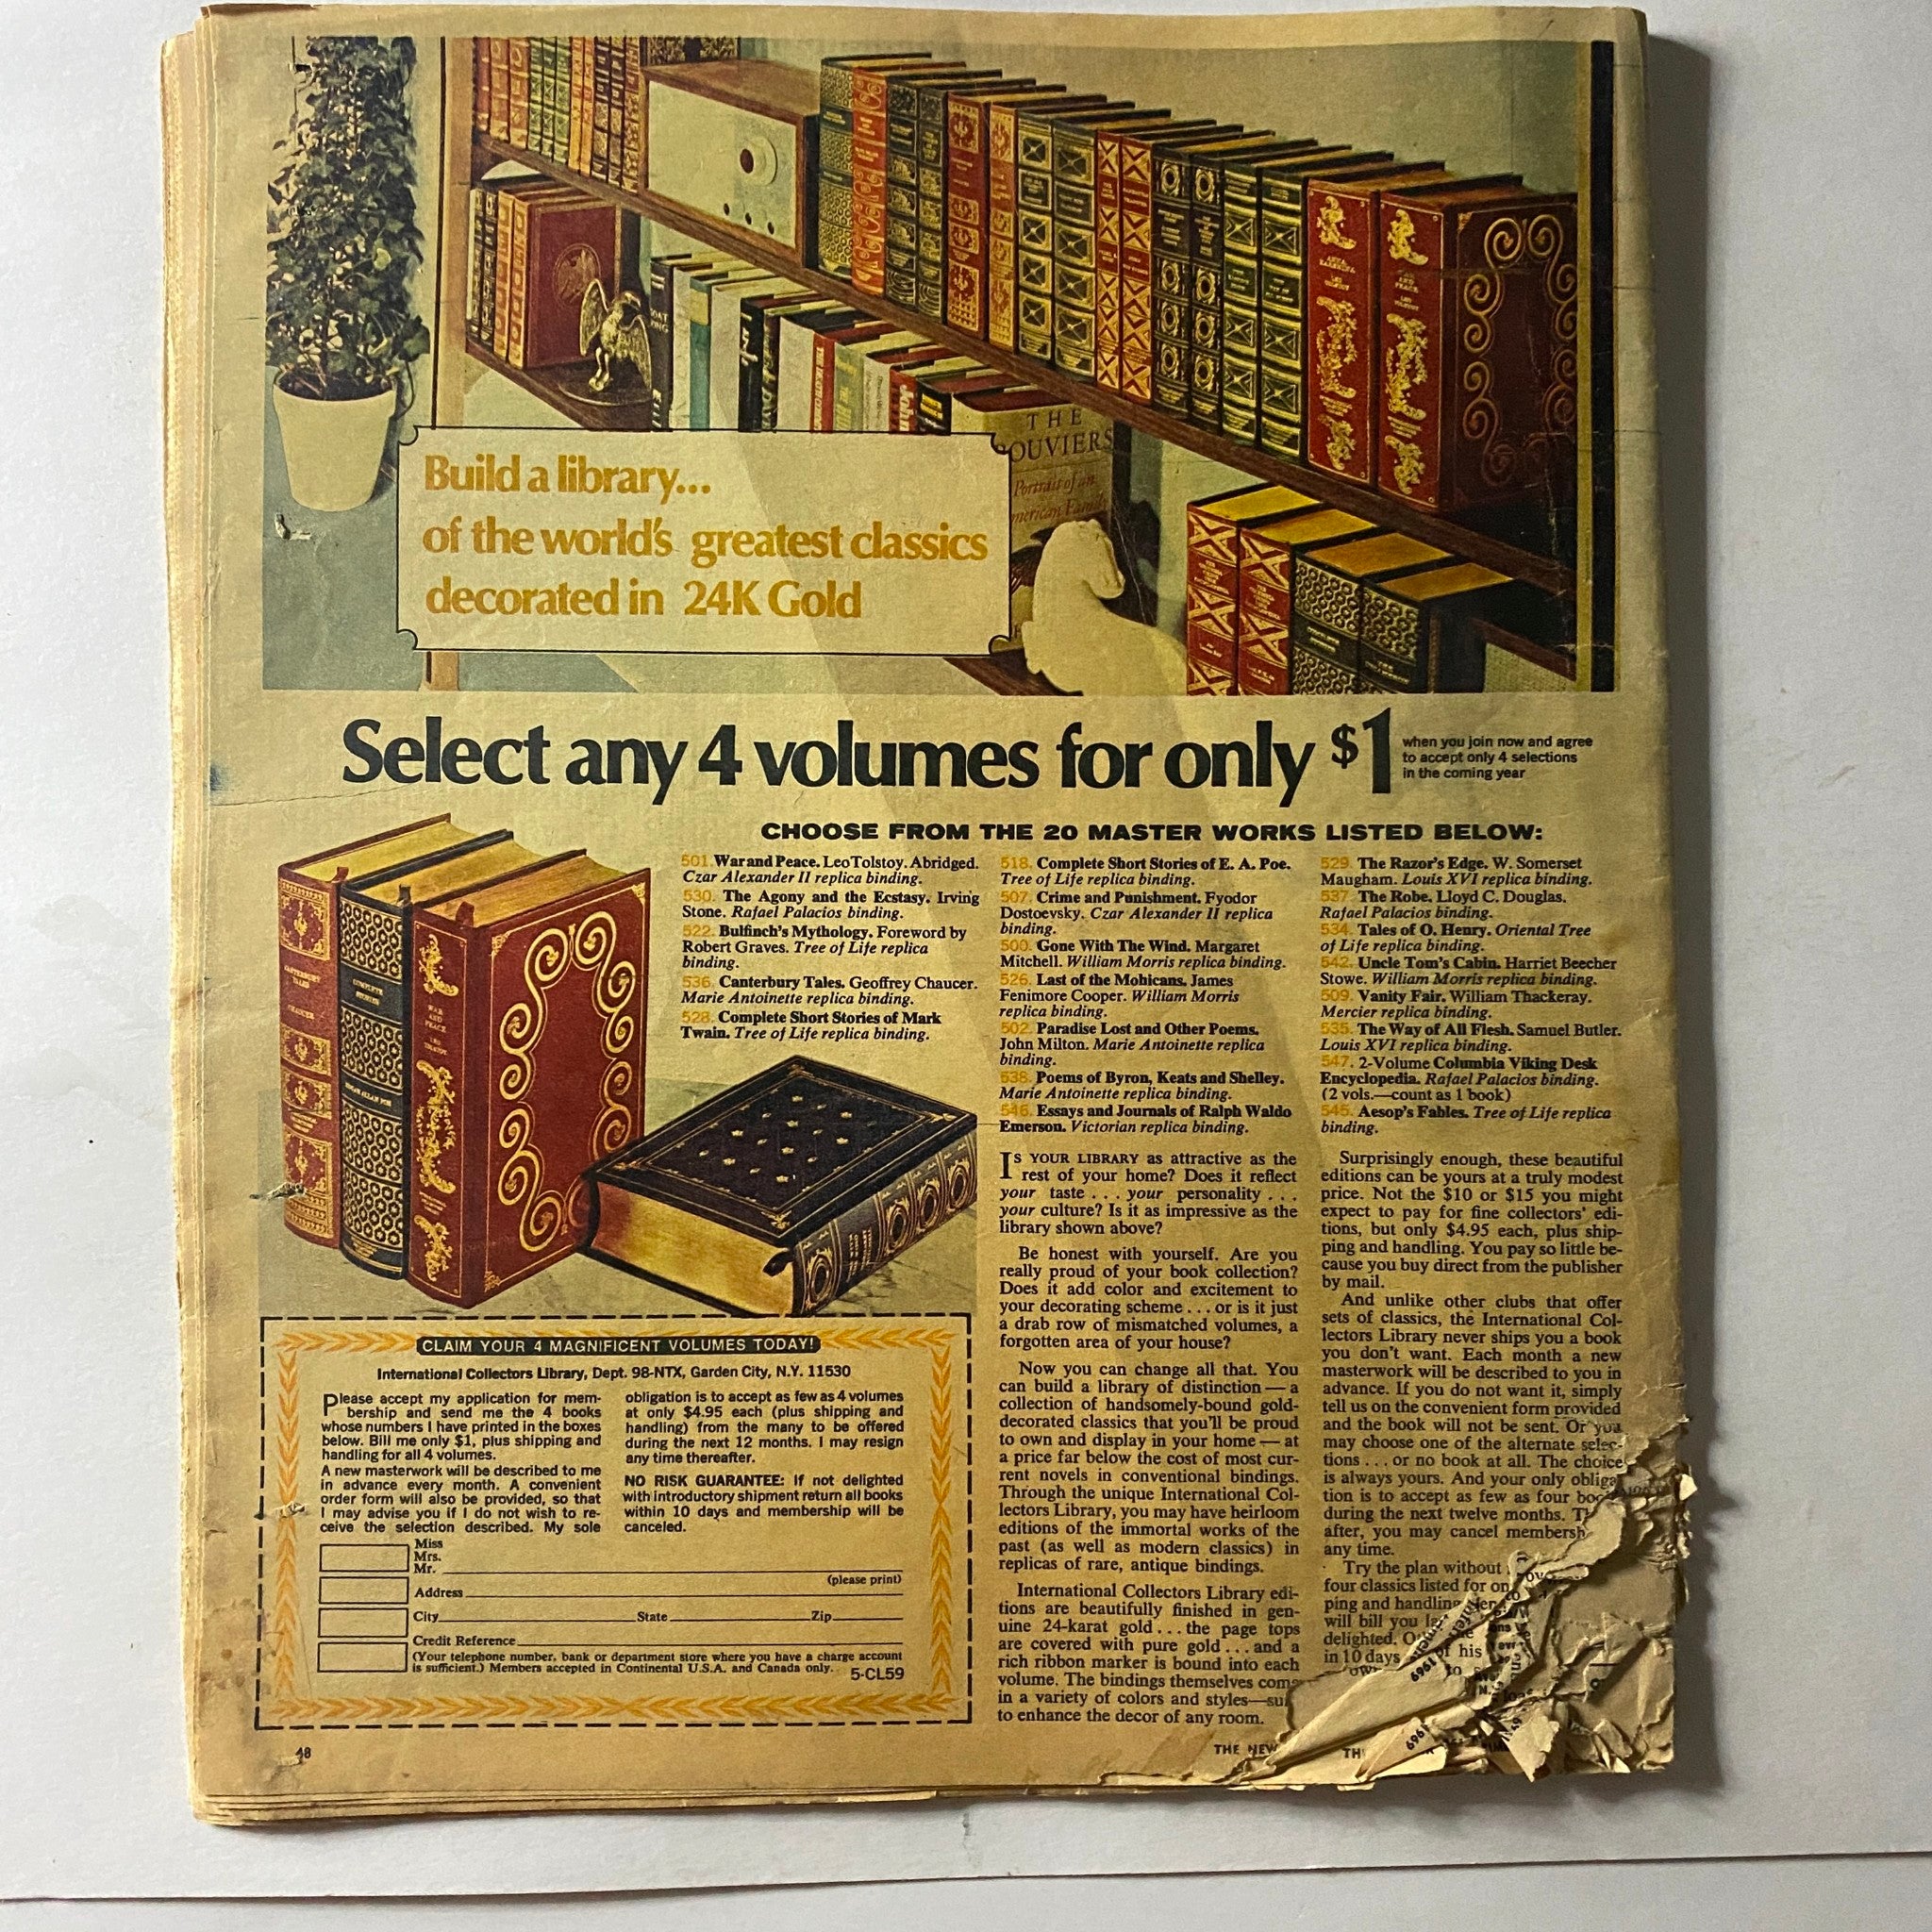 THE
OUVIERS
Portrait of an
merican Fam
Build a library...
of the world's greatest classics
decorated in 24K Gold
Select any 4 volumes for only $1
when you join now and agree
to accept only 4 selections
in the coming year
CHOOSE FROM THE 20 MASTER WORKS LISTED BELOW:
501. War and Peace. Leo Tolstoy. Abridged.
Czar Alexander II replica binding.
530. The Agony and the Ecstasy. Irving
Stone. Rafael Palacios binding.
522. Bulfinch's Mythology. Foreword by
Robert Graves. Tree of Life replica
binding.
536. Canterbury Tales. Geoffrey Chaucer.
Marie Antoinette replica binding.
528. Complete Short Stories of Mark
Twain. Tree of Life replica binding.
518. Complete Short Stories of E. A. Poe.
Tree of Life replica binding.
507. Crime and Punishment. Fyodor
Dostoevsky. Czar Alexander II replica
binding.
500. Gone With The Wind. Margaret
Mitchell. William Morris replica binding.
526. Last of the Mohicans. James
Fenimore Cooper. William Morris
replica binding.
502. Paradise Lost and Other Poems.
John Milton. Marie Antoinette replica
binding.
538. Poems of Byron, Keats and Shelley.
Marie Antoinette replica binding.
546. Essays and Journals of Ralph Waldo
Emerson. Victorian replica binding.
529. The Razor's Edge. W. Somerset
Maugham. Louis XVI replica binding.
537. The Robe. Lloyd C. Douglas.
Rafael Palacios binding.
534. Tales of O. Henry. Oriental Tree
of Life replica binding.
542. Uncle Tom's Cabin. Harriet Beecher
Stowe. William Morris replica binding.
509. Vanity Fair. William Thackeray.
Mercier replica binding.
535. The Way of All Flesh. Samuel Butler.
Louis XVI replica binding.
547. 2-Volume Columbia Viking Desk
Encyclopedia. Rafael Palacios binding.
(2 vols.—count as 1 book)
545. Aesop's Fables. Tree of Life replica
binding.
CANTERBURY
TALES
CHAUCER
COMPLETE
STORIES
EDGAR ALLAN POE
WAR
AND
PEACE
LEO
TOLSTOY
IS YOUR LIBRARY as attractive as the
rest of your home? Does it reflect
your taste . . . your personality . . .
your culture? Is it as impressive as the
library shown above?
Be honest with yourself. Are you
really proud of your book collection?
Does it add color and excitement to
your decorating scheme . . . or is it just
a drab row of mismatched volumes, a
forgotten area of your house?
Now you can change all that. You
can build a library of distinction — a
collection of handsomely-bound gold-
decorated classics that you'll be proud
to own and display in your home — at
a price far below the cost of most cur-
rent novels in conventional bindings.
Through the unique International Col-
lectors Library, you may have heirloom
editions of the immortal works of the
past (as well as modern classics) in
replicas of rare, antique bindings.
International Collectors Library edi-
tions are beautifully finished in gen-
uine 24-karat gold . . . the page tops
are covered with pure gold . . . and a
rich ribbon marker is bound into each
volume. The bindings themselves come
in a variety of colors and styles—su
to enhance the decor of any room.
Surprisingly enough, these beautiful
editions can be yours at a truly modest
price. Not the $10 or $15 you might
expect to pay for fine collectors' edi-
tions, but only $4.95 each, plus ship-
ping and handling. You pay so little be-
cause you buy direct from the publisher
by mail.
And unlike other clubs that offer
sets of classics, the International Col-
lectors Library never ships you a book
you don't want. Each month a new
masterwork will be described to you in
advance. If you do not want it, simply
tell us on the convenient form provided
and the book will not be sent. Or you
may choose one of the alternate selec-
tions . . . or no book at all. The choice
is always yours. And your only obliga-
tion is to accept as few as four boo
during the next twelve months. T
after, you may cancel membersh
any time.
Try the plan without
four classics listed for on
ping and handling
will bill you la
delighted. O
in 10 days
CLAIM YOUR 4 MAGNIFICENT VOLUMES TODAY!
International Collectors Library, Dept. 98-NTX, Garden City, N.Y. 11530
Please accept my application for mem-
bership and send me the 4 books
whose numbers I have printed in the boxes
below. Bill me only $1, plus shipping and
handling for all 4 volumes.
A new masterwork will be described to me
in advance every month. A convenient
order form will also be provided, so that
I may advise you if I do not wish to re-
ceive the selection described. My sole
obligation is to accept as few as 4 volumes
at only $4.95 each (plus shipping and
handling) from the many to be offered
during the next 12 months. I may resign
any time thereafter.
NO RISK GUARANTEE: If not delighted
with introductory shipment return all books
within 10 days and membership will be
canceled.
Miss
Mrs.
Mr.
(please print)
Address
City State Zip
Credit Reference
(Your telephone number, bank or department store where you have a charge account
is sufficient.) Members accepted in Continental U.S.A. and Canada only.
5-CL59
48
THE NEW
1969
1969